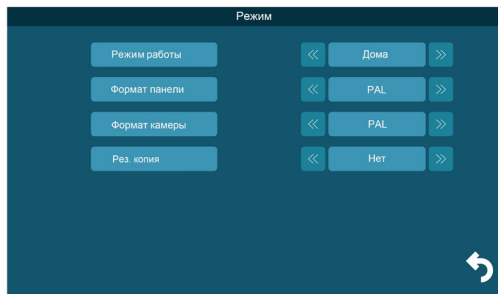 Режим
Режим работы « Дома »
Формат панели « PAL »
Формат камеры « PAL »
Рез. копия « Нет »